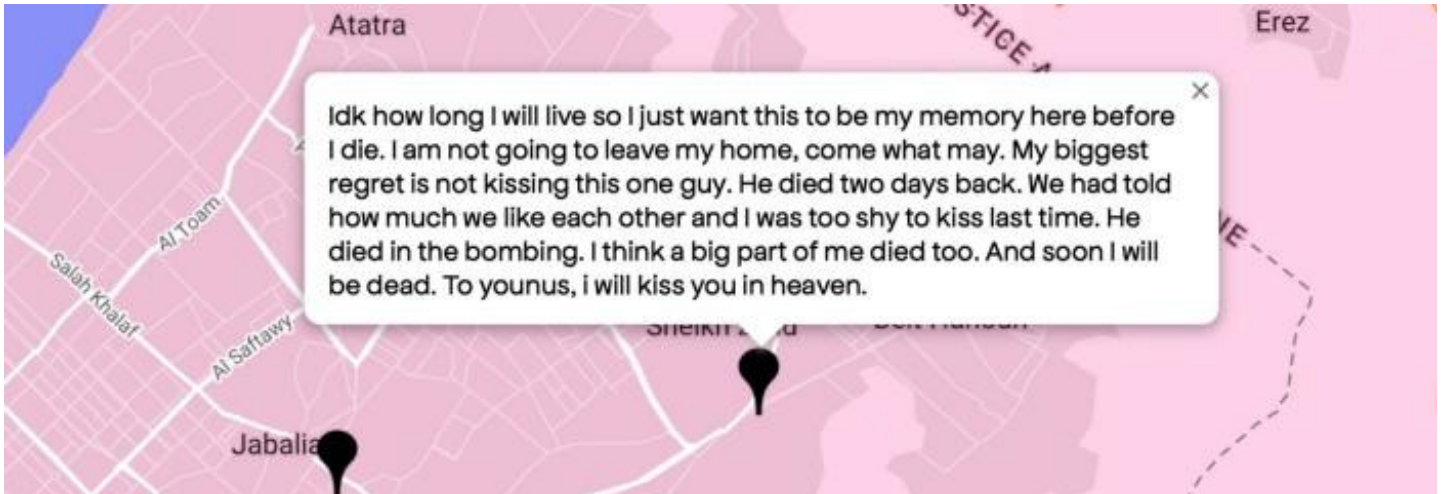 Atatra
Erez
Idk how long I will live so I just want this to be my memory here before
I die. I am not going to leave my home, come what may. My biggest
regret is not kissing this one guy. He died two days back. We had told
how much we like each other and I was too shy to kiss last time. He
died in the bombing. I think a big part of me died too. And soon I will
be dead. To younus, i will kiss you in heaven.
Al Toam
Salah Khalaf
Al Saftawy
Sheikh
Jabalia